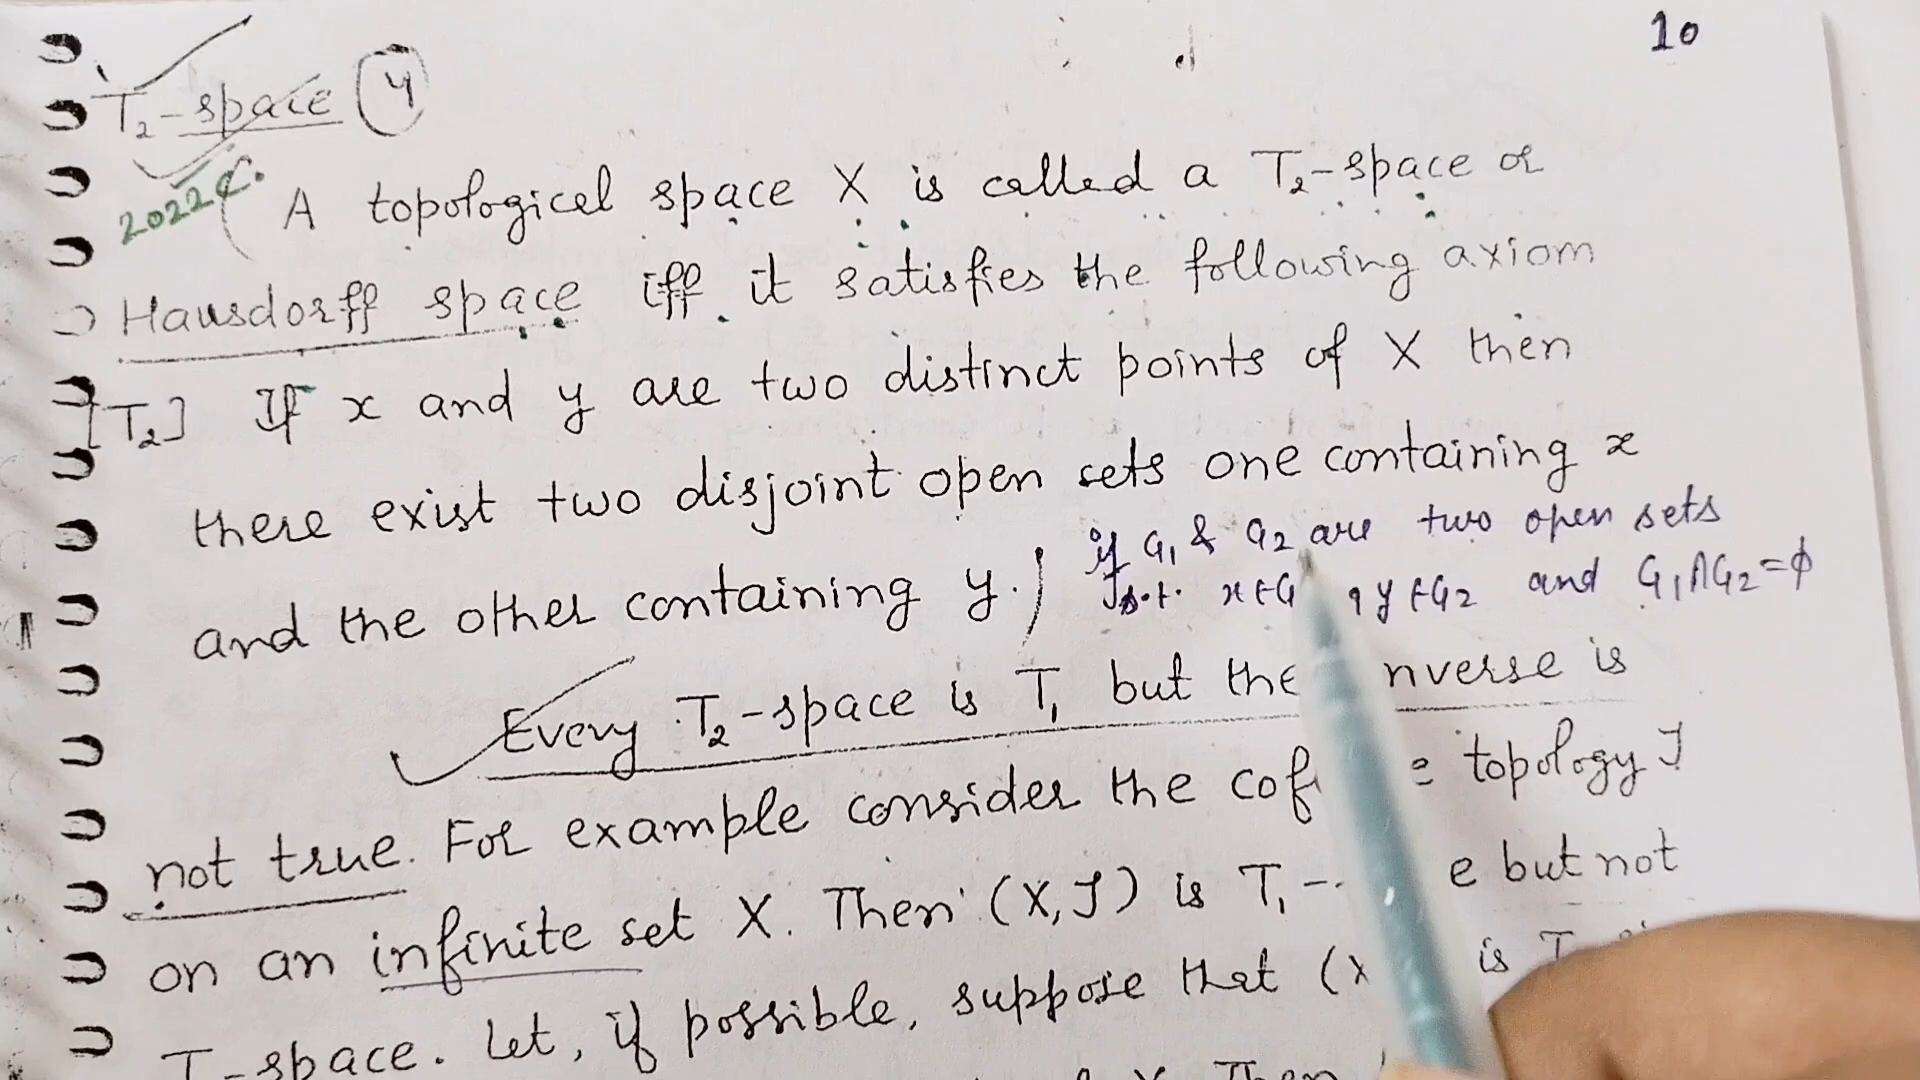 10
T₂-space (4)
2022C.
A topological space X is called a T₂-space or
Hausdorff space iff it satisfies the following axiom
[T₂] If x and y are two distinct points of X then
there exist two disjoint open sets one containing x
and the other containing y.
if G₁ & G₂ are two open sets
s.t. x∈G , y∈G₂ and G₁∩G₂=ϕ
Every T₂-space is T₁ but the nverse is
not true. For example consider the cof e topology J
on an infinite set X. Then (X,J) is T₁- e but not
T -space. Let, if possible, suppose that (X is T
X. Then